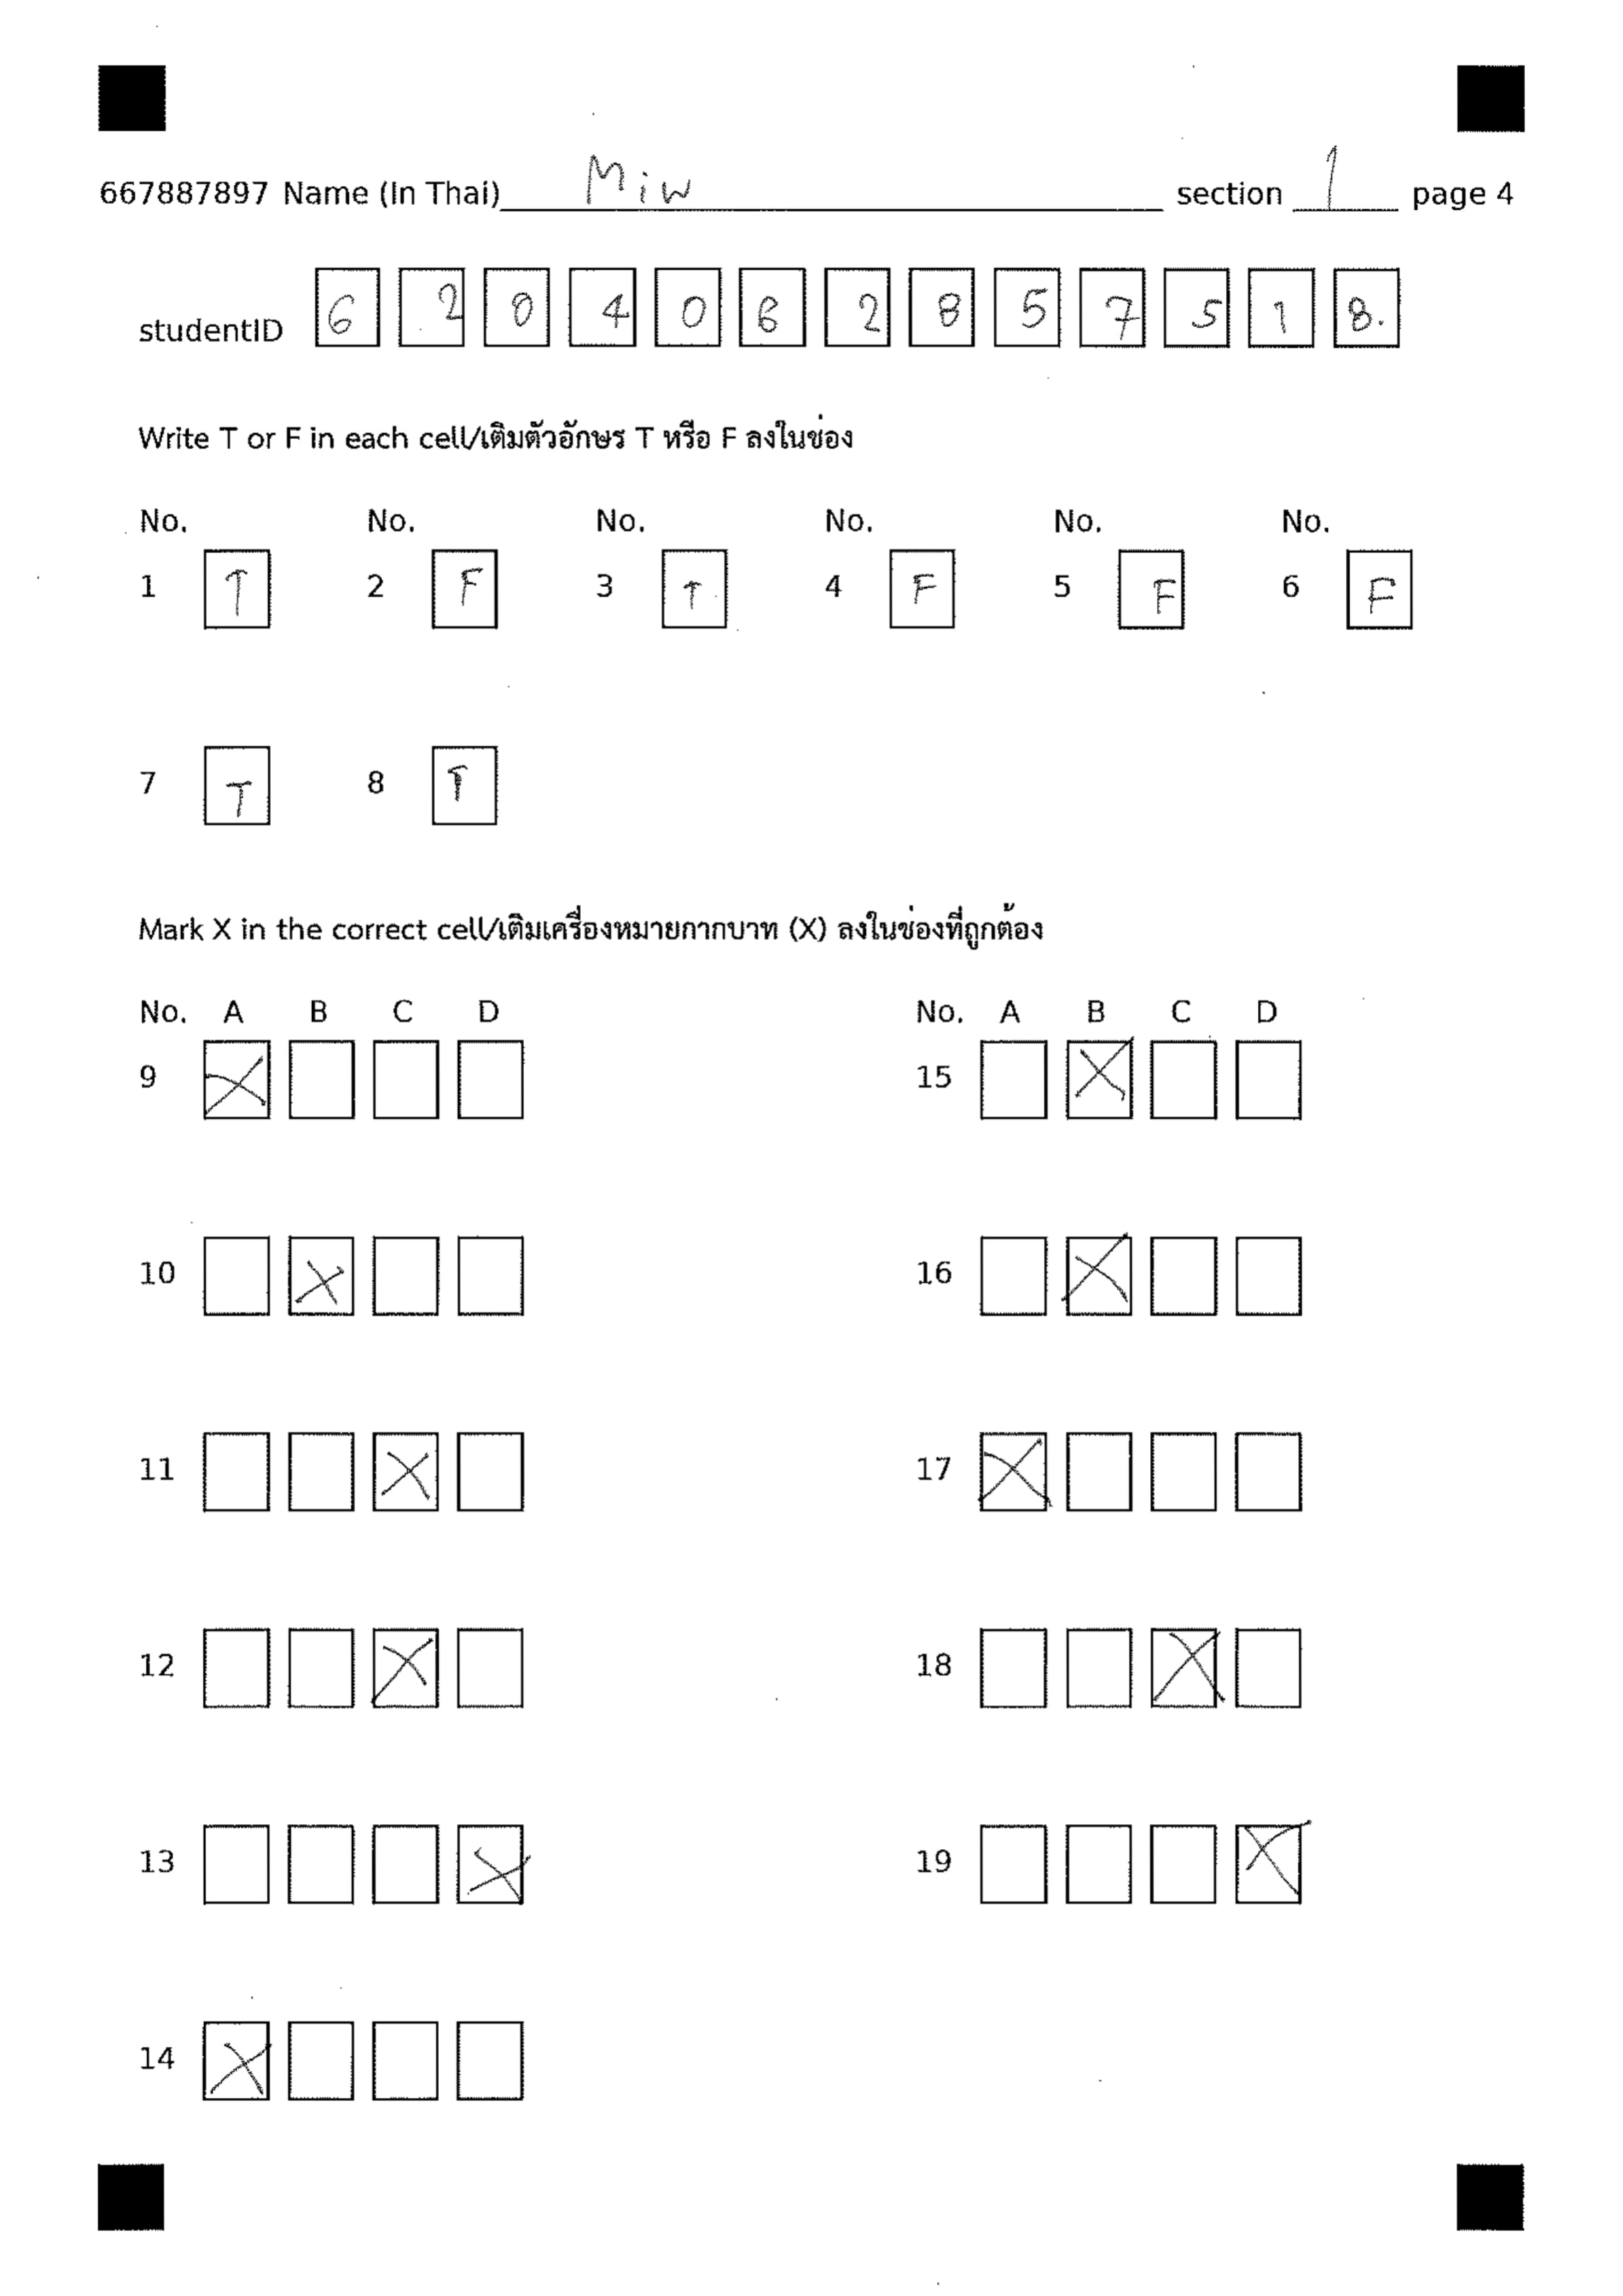 667887897 Name (In Thai) Miw section 1 page 4
studentID 6 2 0 4 0 6 2 8 5 7 5 1 8.
Write T or F in each cell/เติมตัวอักษร T หรือ F ลงในช่อง
No. No. No. No. No. No.
1 T 2 F 3 T 4 F 5 F 6 F
7 T 8 T
Mark X in the correct cell/เติมเครื่องหมายกากบาท (X) ลงในช่องที่ถูกต้อง
No. A B C D No. A B C D
9 X 15 X
10 X 16 X
11 X 17 X
12 X 18 X
13 X 19 X
14 X